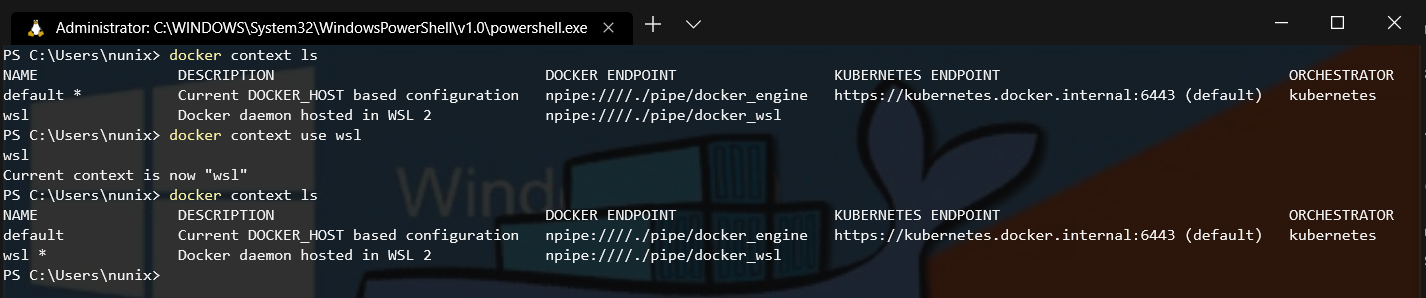 Administrator: C:\WINDOWS\System32\WindowsPowerShell\v1.0\powershell.exe
PS C:\Users\nunix> docker context ls
NAME                DESCRIPTION                               DOCKER ENDPOINT                  KUBERNETES ENDPOINT                                 ORCHESTRATOR
default *           Current DOCKER_HOST based configuration   npipe:////./pipe/docker_engine   https://kubernetes.docker.internal:6443 (default)   kubernetes
wsl                 Docker daemon hosted in WSL 2             npipe:////./pipe/docker_wsl
PS C:\Users\nunix> docker context use wsl
wsl
Current context is now "wsl"
PS C:\Users\nunix> docker context ls
NAME                DESCRIPTION                               DOCKER ENDPOINT                  KUBERNETES ENDPOINT                                 ORCHESTRATOR
default             Current DOCKER_HOST based configuration   npipe:////./pipe/docker_engine   https://kubernetes.docker.internal:6443 (default)   kubernetes
wsl *               Docker daemon hosted in WSL 2             npipe:////./pipe/docker_wsl
PS C:\Users\nunix>